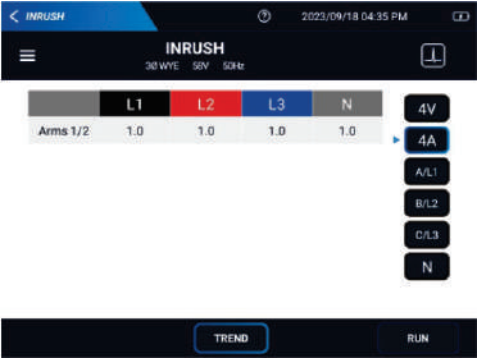 INRUSH 2023/09/18 04:35 PM
INRUSH
3Ø WYE 58V 50Hz
L1 L2 L3 N
Arms 1/2 1.0 1.0 1.0 1.0
4V
4A
A/L1
B/L2
C/L3
N
TREND RUN